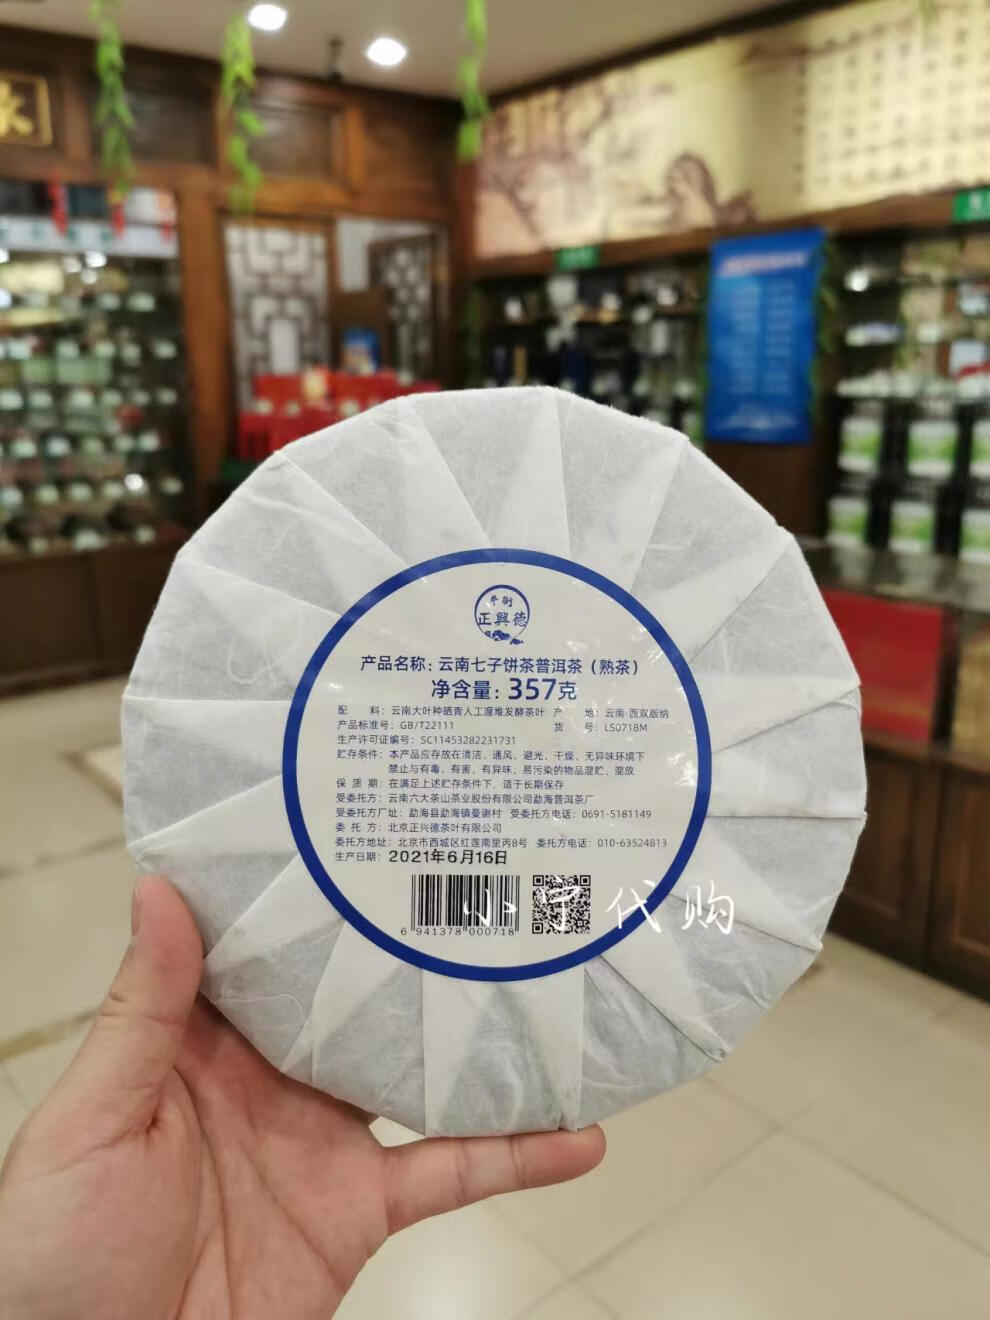 牛街
正興德
产品名称：云南七子饼茶普洱茶（熟茶）
净含量：357克
配 料：云南大叶种晒青人工渥堆发酵茶叶 产 地：云南·西双版纳
产品标准号：GB/T22111 货 号：LS0718M
生产许可证编号：SC11453282231731
贮存条件：本产品应存放在清洁、通风、避光、干燥、无异味环境下
禁止与有毒、有害、有异味、易污染的物品混贮、混放
保 质 期：在满足上述贮存条件下，适于长期保存
受委托方：云南六大茶山茶业股份有限公司勐海普洱茶厂
受委托方厂址：勐海县勐海镇曼谢村 受委托方电话：0691-5181149
委 托 方：北京正兴德茶叶有限公司
委托方地址：北京市西城区红莲南里丙8号 委托方电话：010-63524813
生产日期：2021年6月16日
6 941378 000718
小宁代购